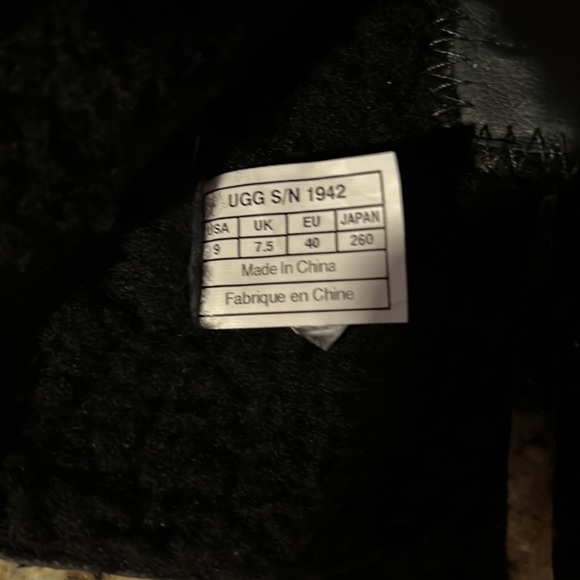 UGG S/N 1942
USA UK EU JAPAN
9 7.5 40 260
Made In China
Fabrique en Chine